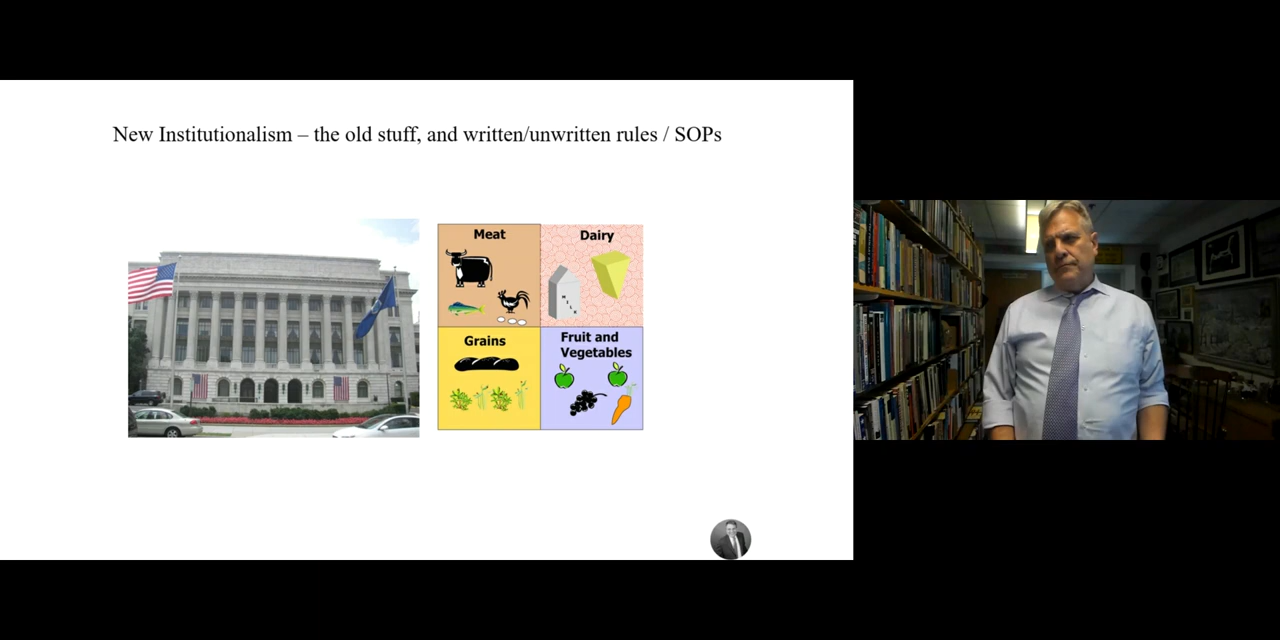 New Institutionalism – the old stuff, and written/unwritten rules / SOPs
Meat
Dairy
Grains
Fruit and
Vegetables